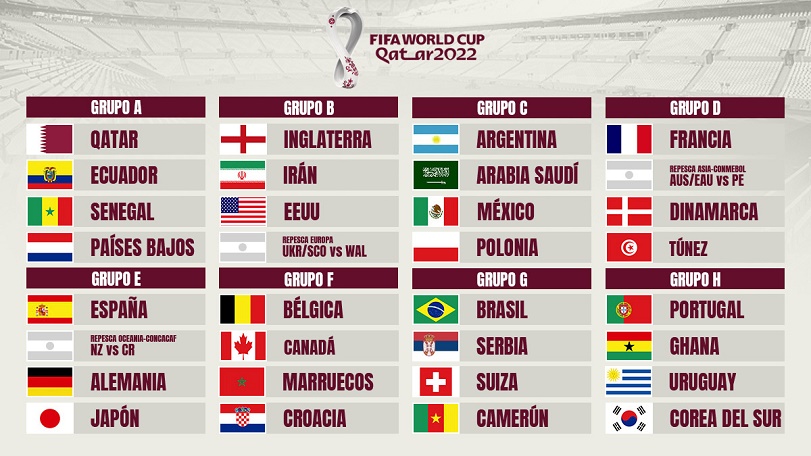 FIFA WORLD CUP
Qatar2022
GRUPO A
QATAR
ECUADOR
SENEGAL
PAÍSES BAJOS
GRUPO B
INGLATERRA
IRÁN
EEUU
REPESCA EUROPA
UKR/SCO vs WAL
GRUPO C
ARGENTINA
ARABIA SAUDÍ
MÉXICO
POLONIA
GRUPO D
FRANCIA
REPESCA ASIA-CONMEBOL
AUS/EAU vs PE
DINAMARCA
TÚNEZ
GRUPO E
ESPAÑA
REPESCA OCEANIA-CONCACAF
NZ vs CR
ALEMANIA
JAPÓN
GRUPO F
BÉLGICA
CANADÁ
MARRUECOS
CROACIA
GRUPO G
BRASIL
SERBIA
SUIZA
CAMERÚN
GRUPO H
PORTUGAL
GHANA
URUGUAY
COREA DEL SUR